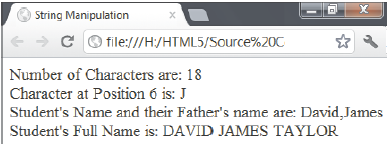 String Manipulation
file:///H:/HTML5/Source%20C
Number of Characters are: 18
Character at Position 6 is: J
Student's Name and their Father's name are: David,James
Student's Full Name is: DAVID JAMES TAYLOR